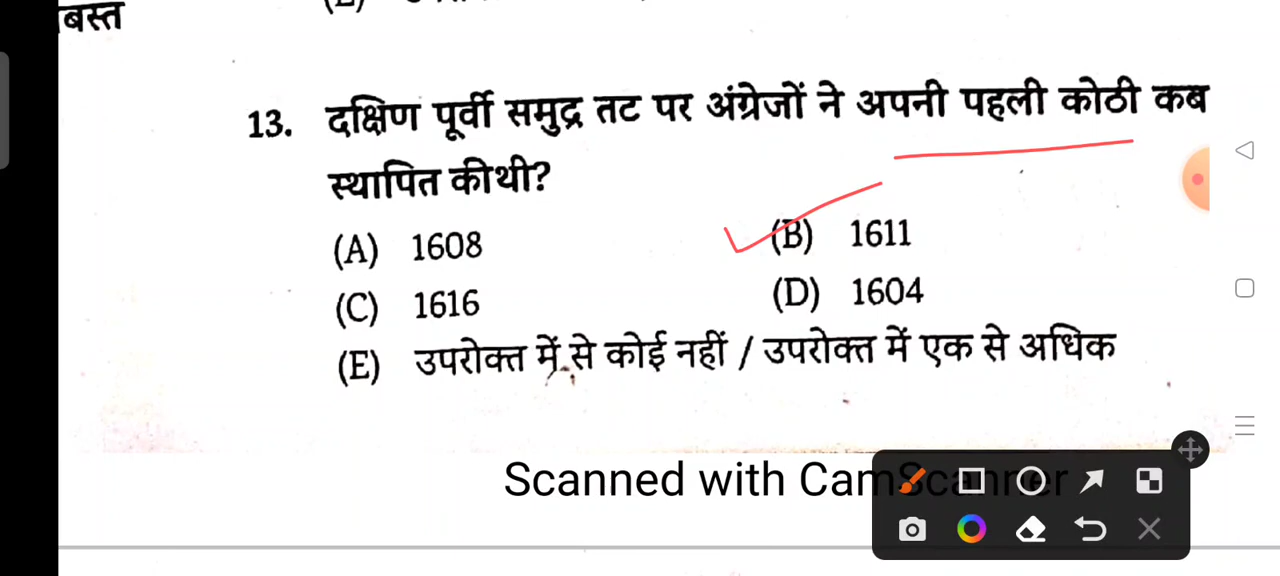 बस्त
13. दक्षिण पूर्वी समुद्र तट पर अंग्रेजों ने अपनी पहली कोठी कब
स्थापित कीथी?
(A) 1608
(B) 1611
(C) 1616
(D) 1604
(E) उपरोक्त में से कोई नहीं / उपरोक्त में एक से अधिक
Scanned with CamScanner